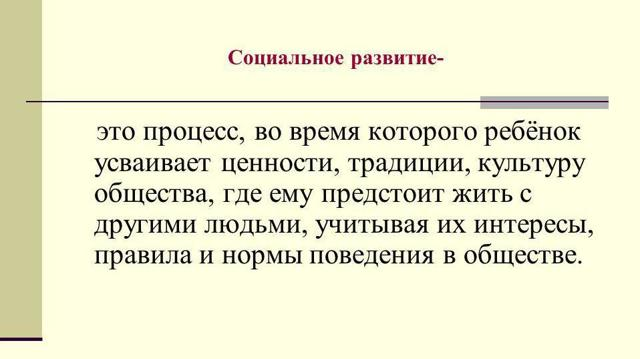 Социальное развитие-
это процесс, во время которого ребёнок
усваивает ценности, традиции, культуру
общества, где ему предстоит жить с
другими людьми, учитывая их интересы,
правила и нормы поведения в обществе.